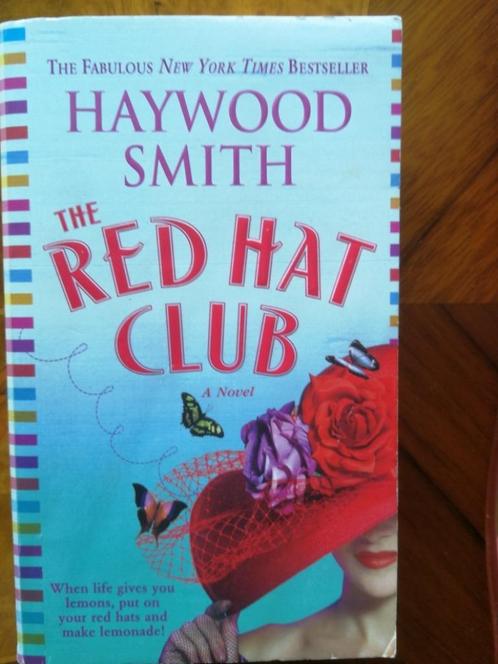 THE FABULOUS NEW YORK TIMES BESTSELLER
HAYWOOD
SMITH
THE
RED HAT
CLUB
A Novel
When life gives you
lemons, put on
your red hats and
make lemonade!